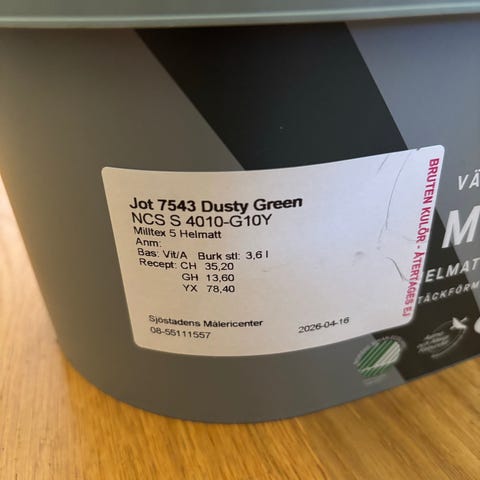 Jot 7543 Dusty Green
NCS S 4010-G10Y
Milltex 5 Helmatt
Anm:
Bas: Vit/A Burk stl: 3,6 l
Recept: CH 35,20
GH 13,60
YX 78,40
Sjöstadens Målericenter
08-55111557
2026-04-16
BRUTEN KULÖR - ÅTERTAGES EJ
VÄ
M
HELMAT
TÄCKFÖRM